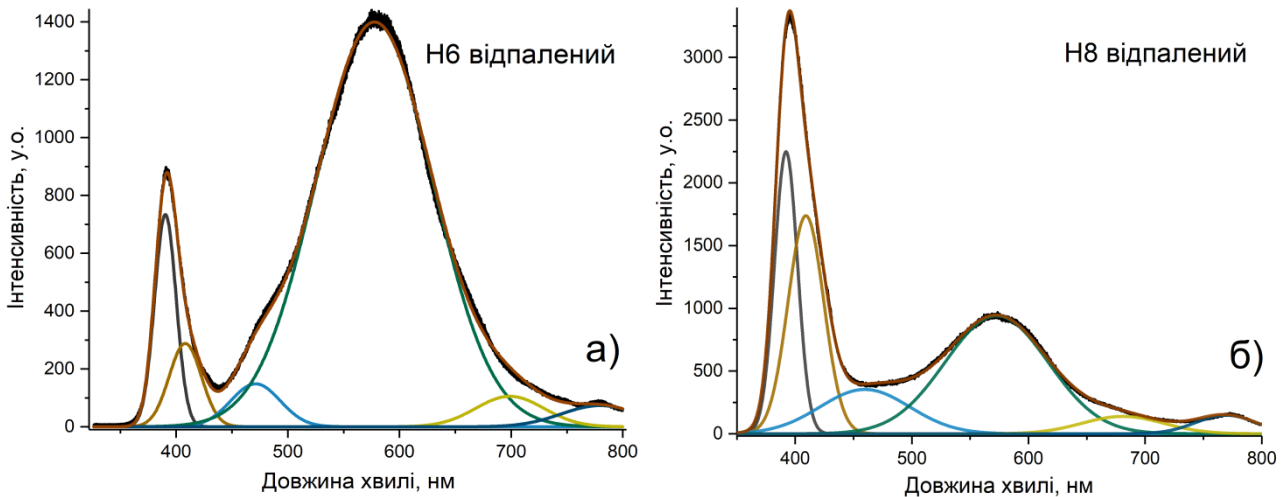 1400
1200
1000
800
600
400
200
0
Інтенсивність, у.о.
Н6 відпалений
а)
400 500 600 700 800
Довжина хвилі, нм
3000
2500
2000
1500
1000
500
0
Інтенсивність, у.о.
Н8 відпалений
б)
400 500 600 700 800
Довжина хвилі, нм